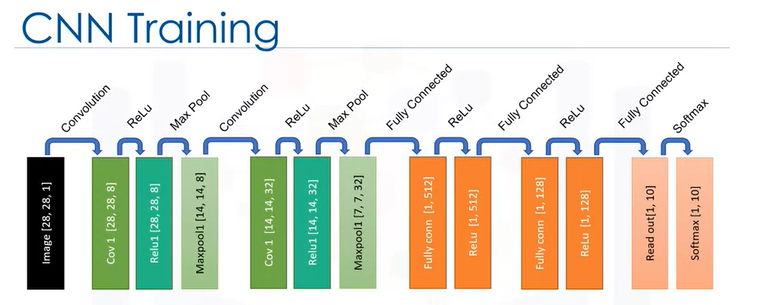 CNN Training
Convolution
ReLu
Max Pool
Convolution
ReLu
Max Pool
Fully Connected
ReLu
Fully Connected
ReLu
Fully Connected
Softmax
Image [28, 28, 1]
Cov 1 [28, 28, 8]
Relu1 [28, 28, 8]
Maxpool1 [14, 14, 8]
Cov 1 [14, 14, 32]
Relu1 [14, 14, 32]
Maxpool1 [7, 7, 32]
Fully conn [1, 512]
ReLu [1, 512]
Fully conn [1, 128]
ReLu [1, 128]
Read out[1, 10]
Softmax [1, 10]